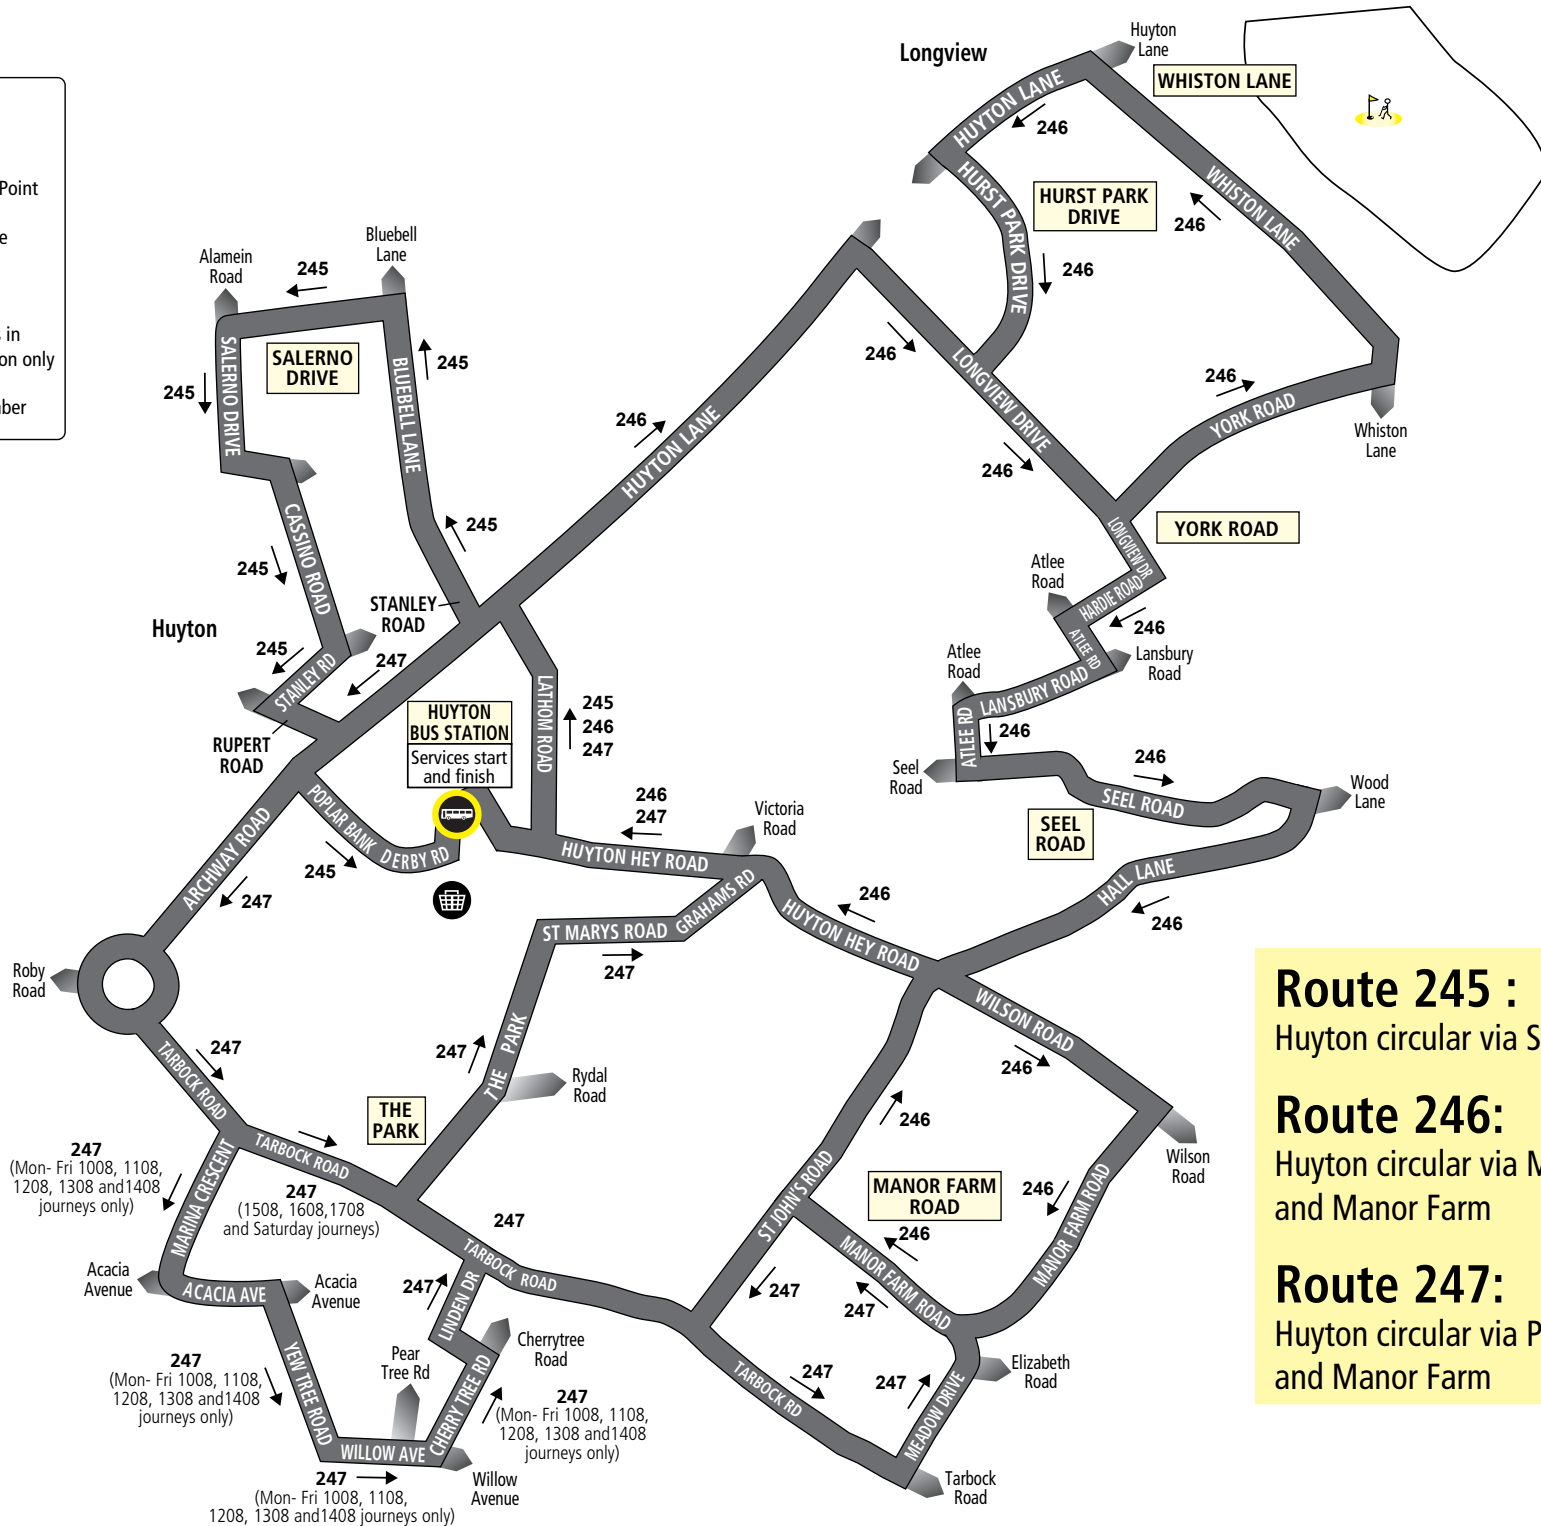 Point
e
s in
on only
ber
Longview
Huyton
Lane
WHISTON LANE
HUYTON LANE
246
HURST PARK
DRIVE
HURST PARK DRIVE
246
WHISTON LANE
246
Alamein
Road
Bluebell
Lane
245
SALERNO
DRIVE
SALERNO DRIVE
245
BLUEBELL LANE
245
246
LONGVIEW DRIVE
246
246
YORK ROAD
Whiston
Lane
246
HUYTON LANE
CASSINO ROAD
245
245
YORK ROAD
LONGVIEW DR
Atlee
Road
HARDIE ROAD
246
ATLEE RD
Lansbury
Road
LANSBURY ROAD
Atlee
Road
ATLEE RD
246
Huyton
STANLEY
ROAD
245
STANLEY RD
247
RUPERT
ROAD
HUYTON
BUS STATION
Services start
and finish
LATHOM ROAD
245
246
247
Seel
Road
246
SEEL ROAD
Wood
Lane
SEEL
ROAD
HALL LANE
246
246
247
Victoria
Road
HUYTON HEY ROAD
POPLAR BANK
DERBY RD
245
ARCHWAY ROAD
247
GRAHAMS RD
ST MARYS ROAD
247
246
HUYTON HEY ROAD
Roby
Road
WILSON ROAD
246
247
TARBOCK ROAD
THE PARK
247
Rydal
Road
THE
PARK
246
Wilson
Road
247
(Mon- Fri 1008, 1108,
1208, 1308 and1408
journeys only)
MARINA CRESCENT
TARBOCK ROAD
247
(1508, 1608,1708
and Saturday journeys)
ST JOHN'S ROAD
MANOR FARM
ROAD
246
MANOR FARM ROAD
246
MANOR FARM ROAD
247
247
247
TARBOCK ROAD
Acacia
Avenue
ACACIA AVE
Acacia
Avenue
247
LINDEN DR
Cherrytree
Road
Pear
Tree Rd
YEW TREE ROAD
247
(Mon- Fri 1008, 1108,
1208, 1308 and1408
journeys only)
CHERRY TREE RD
247
(Mon- Fri 1008, 1108,
1208, 1308 and1408
journeys only)
WILLOW AVE
Willow
Avenue
247
(Mon- Fri 1008, 1108,
1208, 1308 and1408 journeys only)
TARBOCK RD
247
247
MEADOW DRIVE
Elizabeth
Road
Tarbock
Road
Route 245 :
Huyton circular via S
Route 246:
Huyton circular via M
and Manor Farm
Route 247:
Huyton circular via P
and Manor Farm